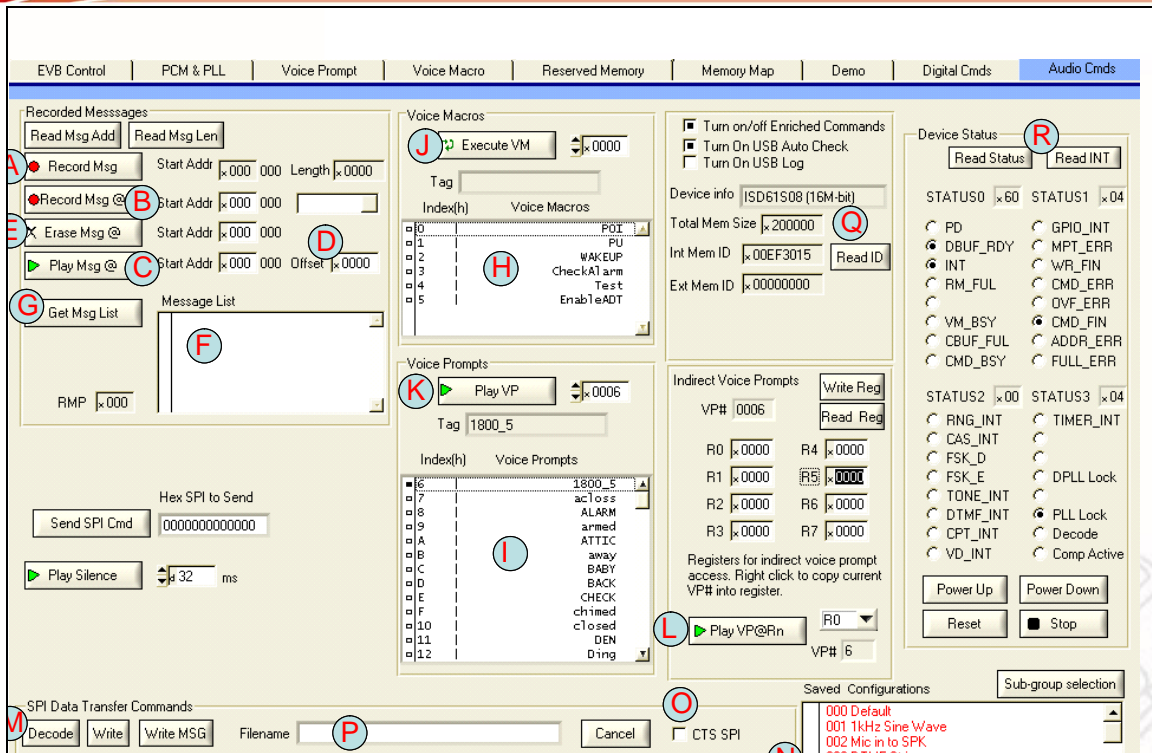 EVB Control PCM & PLL Voice Prompt Voice Macro Reserved Memory Memory Map Demo Digital Cmds Audio Cmds
Recorded Messsages
Read Msg Add Read Msg Len
A Record Msg Start Addr x000 000 Length x0000
Record Msg @ B Start Addr x000 000
E Erase Msg @ Start Addr x000 000 D
Play Msg @ C Start Addr x000 000 Offset x0000
G Get Msg List Message List
F
RMP x000
Hex SPI to Send
Send SPI Cmd 0000000000000
Play Silence d 32 ms
Voice Macros
J Execute VM x0000
Tag
Index(h) Voice Macros
0 POI
1 PU
2 WAKEUP
3 CheckAlarm
4 Test
5 EnableADT
H
Voice Prompts
K Play VP x0006
Tag 1800_5
Index(h) Voice Prompts
6 1800_5
7 acloss
8 ALARM
9 armed
A ATTIC
B away
C BABY
D BACK
E CHECK
F chimed
10 closed
11 DEN
12 Ding
I
Turn on/off Enriched Commands
Turn On USB Auto Check
Turn On USB Log
Device info ISD61S08 (16M-bit)
Total Mem Size x200000 Q
Int Mem ID x00EF3015 Read ID
Ext Mem ID x00000000
Indirect Voice Prompts Write Reg
VP# 0006 Read Reg
R0 x0000 R4 x0000
R1 x0000 R5 x0000
R2 x0000 R6 x0000
R3 x0000 R7 x0000
Registers for indirect voice prompt
access. Right click to copy current
VP# into register.
L Play VP@Rn R0
VP# 6
Device Status R
Read Status Read INT
STATUS0 x60 STATUS1 x04
PD GPIO_INT
DBUF_RDY MPT_ERR
INT WR_FIN
RM_FUL CMD_ERR
OVF_ERR
VM_BSY CMD_FIN
CBUF_FUL ADDR_ERR
CMD_BSY FULL_ERR
STATUS2 x00 STATUS3 x04
RNG_INT TIMER_INT
CAS_INT
FSK_D
FSK_E DPLL Lock
TONE_INT
DTMF_INT PLL Lock
CPT_INT Decode
VD_INT Comp Active
Power Up Power Down
Reset Stop
Saved Configurations Sub-group selection
000 Default
001 1kHz Sine Wave
002 Mic in to SPK
SPI Data Transfer Commands
M Decode Write Write MSG Filename P Cancel O CTS SPI N